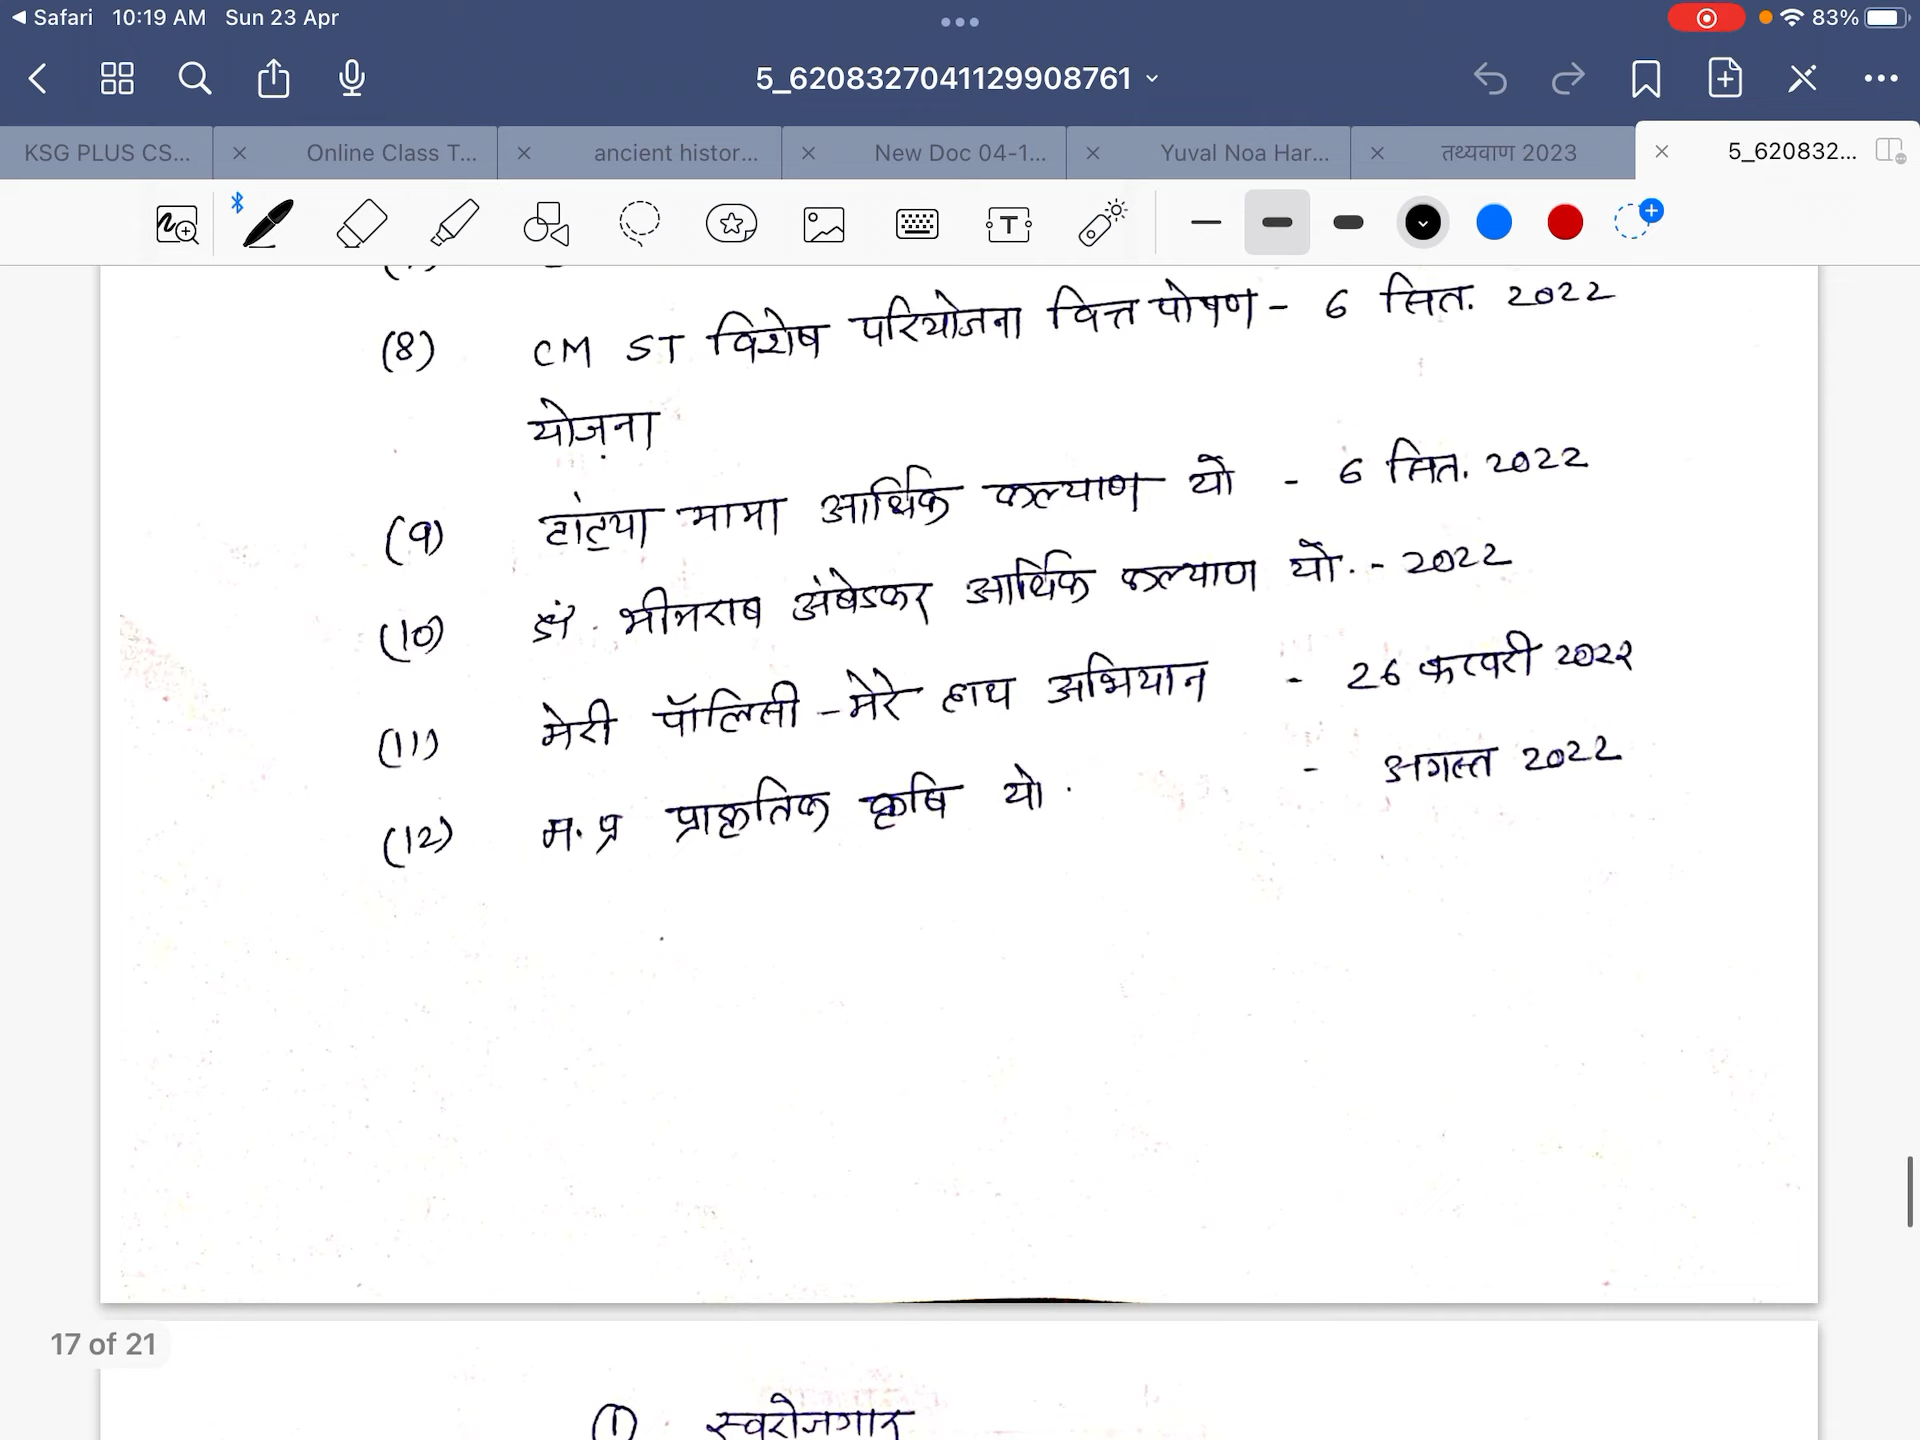 Safari 10:19 AM Sun 23 Apr 83%
5_6208327041129908761
KSG PLUS CS... Online Class T... ancient histor... New Doc 04-1... Yuval Noa Har... तथ्यवाण 2023 5_620832...
(8) CM ST विशेष परियोजना वित्त पोषण - 6 सित. 2022
योजना
(9) टांट्या मामा आर्थिक कल्याण यो - 6 सित. 2022
(10) डॉ. भीमराव अंबेडकर आर्थिक कल्याण यो. - 2022
(11) मेरी पॉलिसी - मेरे हाथ अभियान - 26 फरवरी 2022
(12) म.प्र प्राकृतिक कृषि यो. - अगस्त 2022
17 of 21
(1) स्वरोजगार